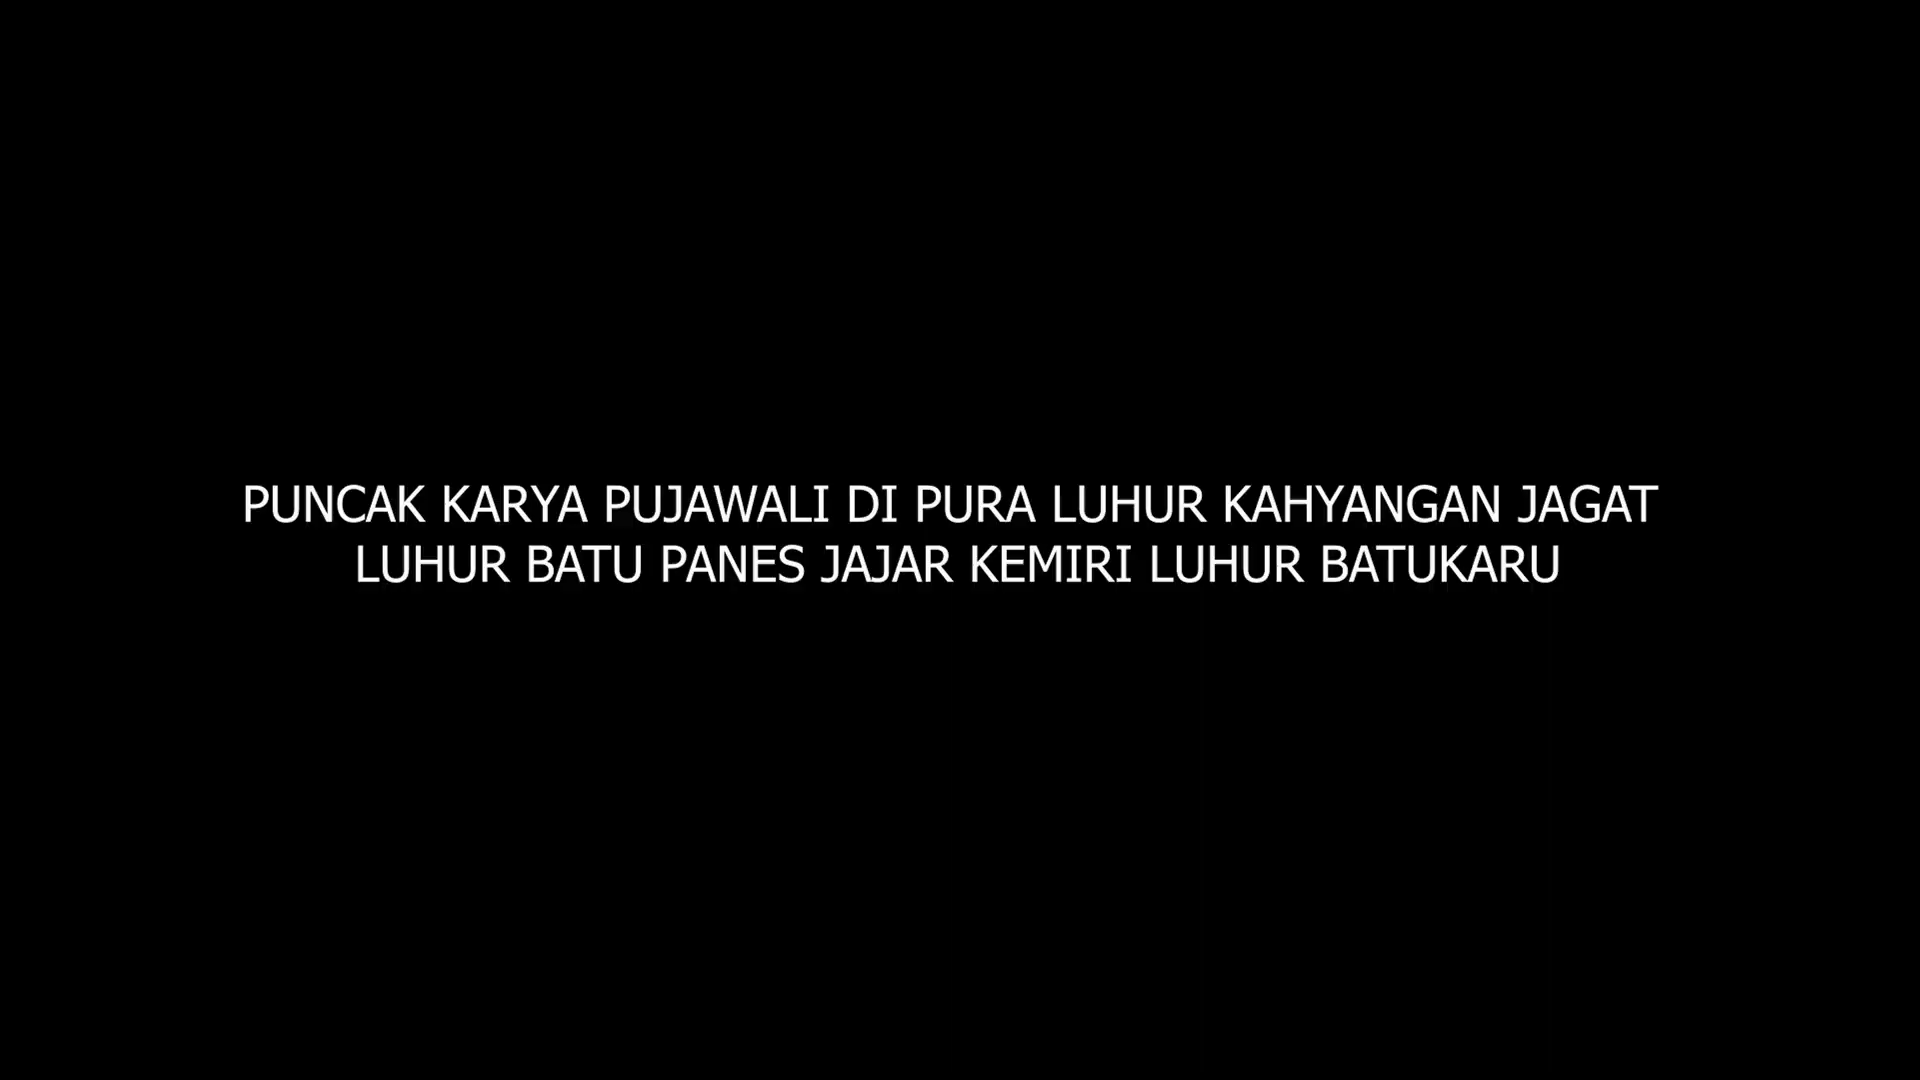 PUNCAK KARYA PUJAWALI DI PURA LUHUR KAHYANGAN JAGAT
LUHUR BATU PANES JAJAR KEMIRI LUHUR BATUKARU